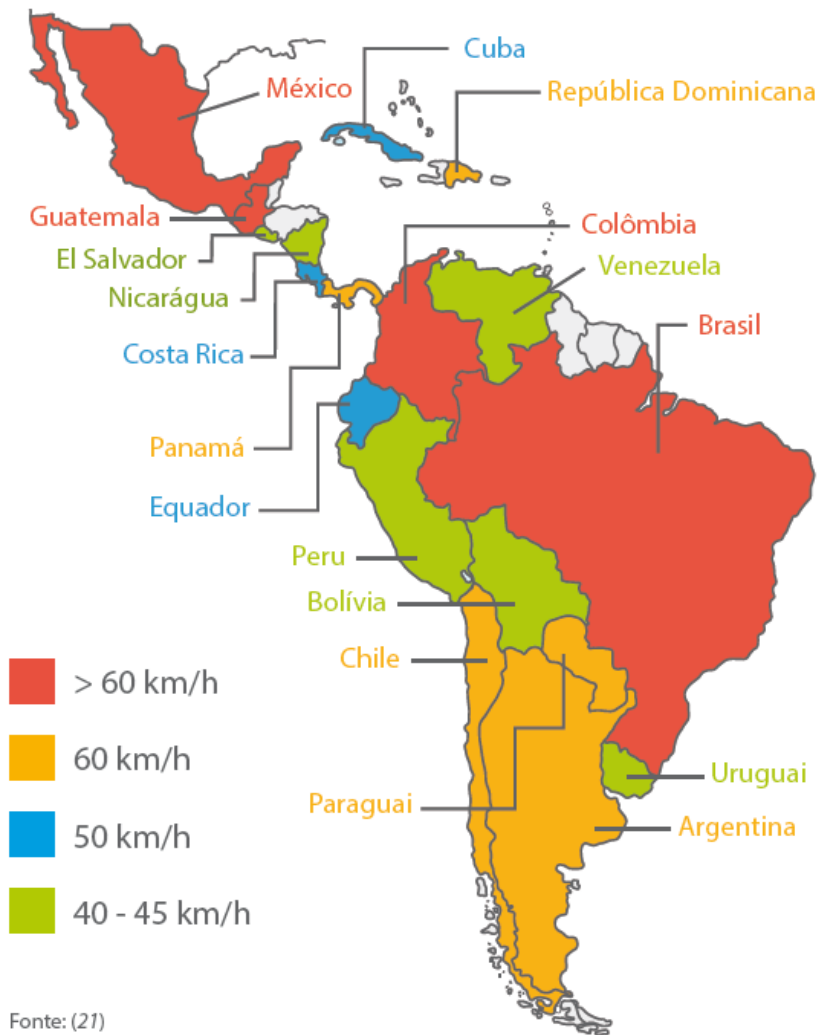 Cuba
México
República Dominicana
Guatemala
Colômbia
El Salvador
Venezuela
Nicarágua
Brasil
Costa Rica
Panamá
Equador
Peru
Bolívia
Chile
> 60 km/h
60 km/h
Uruguai
Paraguai
Argentina
50 km/h
40 - 45 km/h
Fonte: (21)